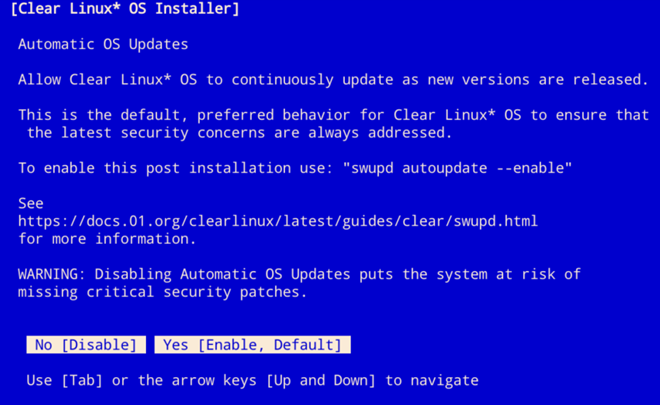 [Clear Linux* OS Installer]
Automatic OS Updates
Allow Clear Linux* OS to continuously update as new versions are released.
This is the default, preferred behavior for Clear Linux* OS to ensure that
the latest security concerns are always addressed.
To enable this post installation use: "swupd autoupdate --enable"
See
https://docs.01.org/clearlinux/latest/guides/clear/swupd.html
for more information.
WARNING: Disabling Automatic OS Updates puts the system at risk of
missing critical security patches.
No [Disable] Yes [Enable, Default]
Use [Tab] or the arrow keys [Up and Down] to navigate